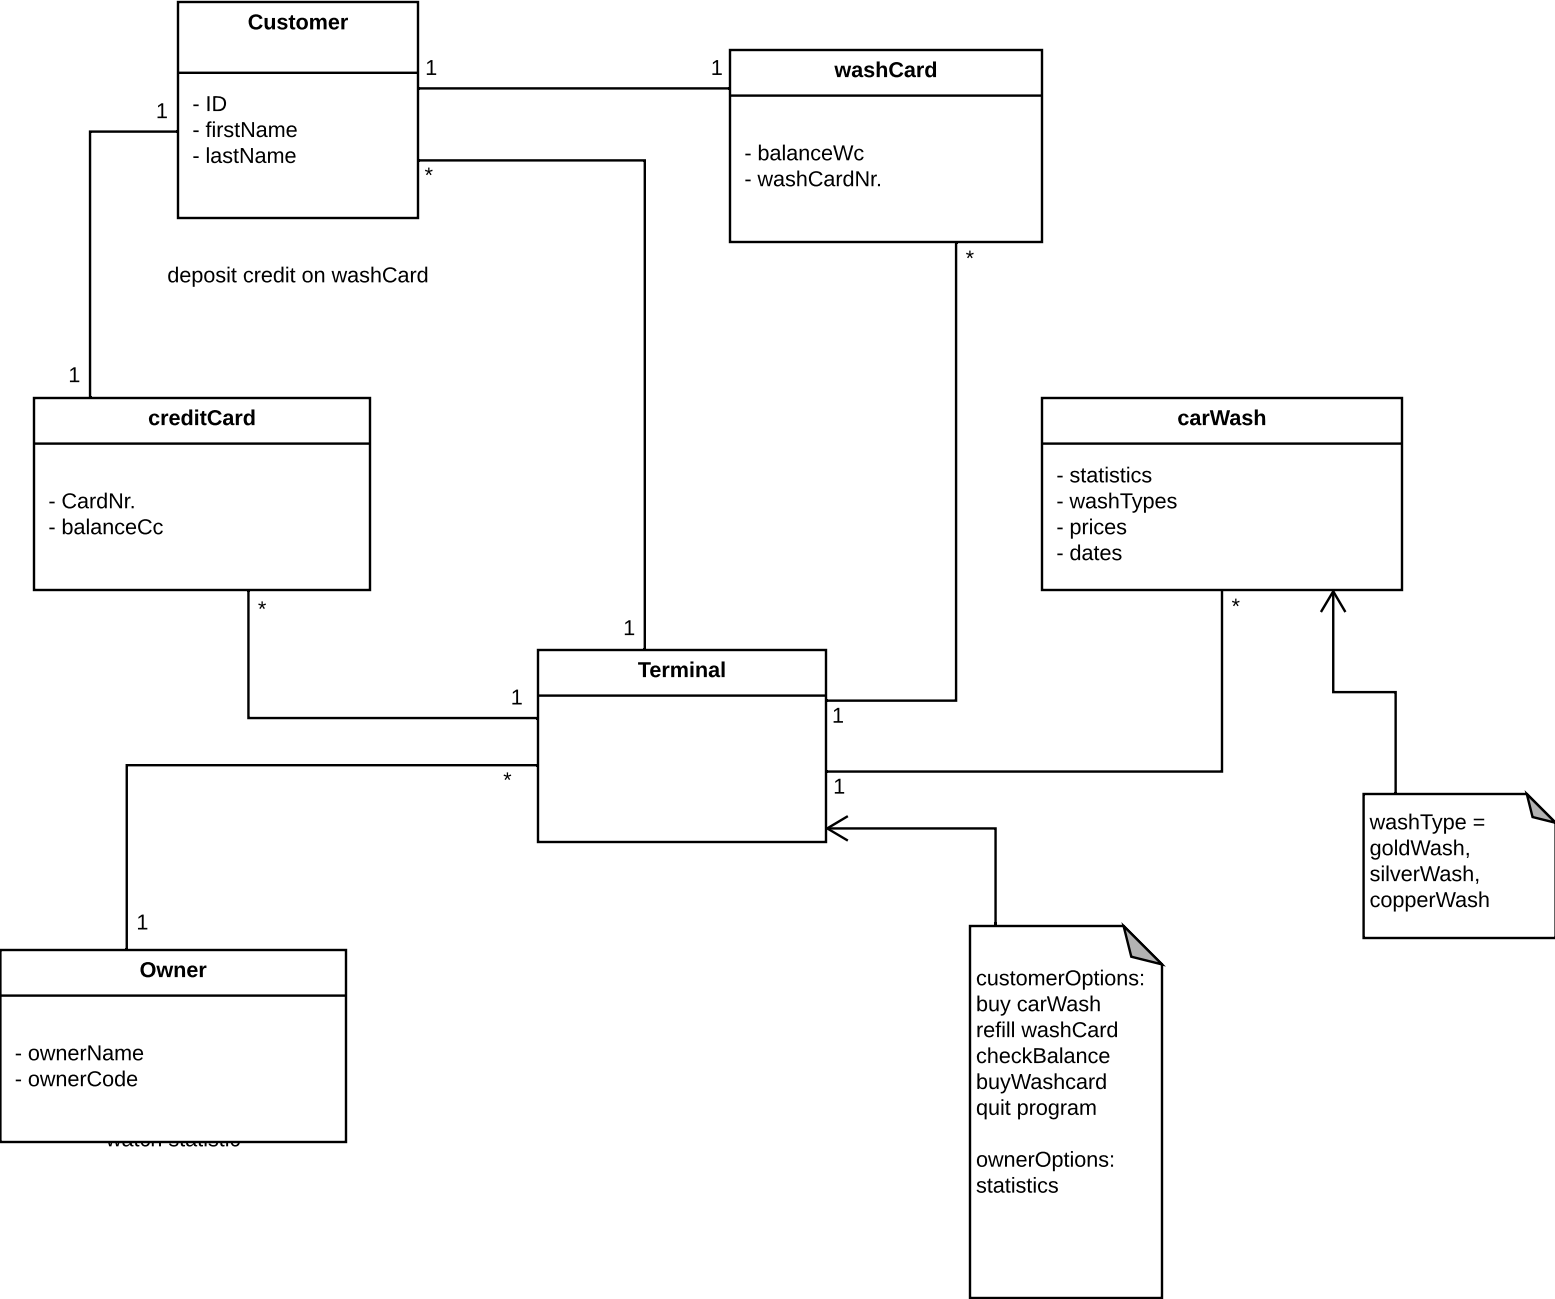 Customer
- ID
- firstName
- lastName
1
1
1
*
washCard
- balanceWc
- washCardNr.
*
deposit credit on washCard
1
creditCard
- CardNr.
- balanceCc
*
carWash
- statistics
- washTypes
- prices
- dates
*
1
Terminal
1
1
*
1
washType =
goldWash,
silverWash,
copperWash
1
Owner
- ownerName
- ownerCode
watch statistic
customerOptions:
buy carWash
refill washCard
checkBalance
buyWashcard
quit program
ownerOptions:
statistics